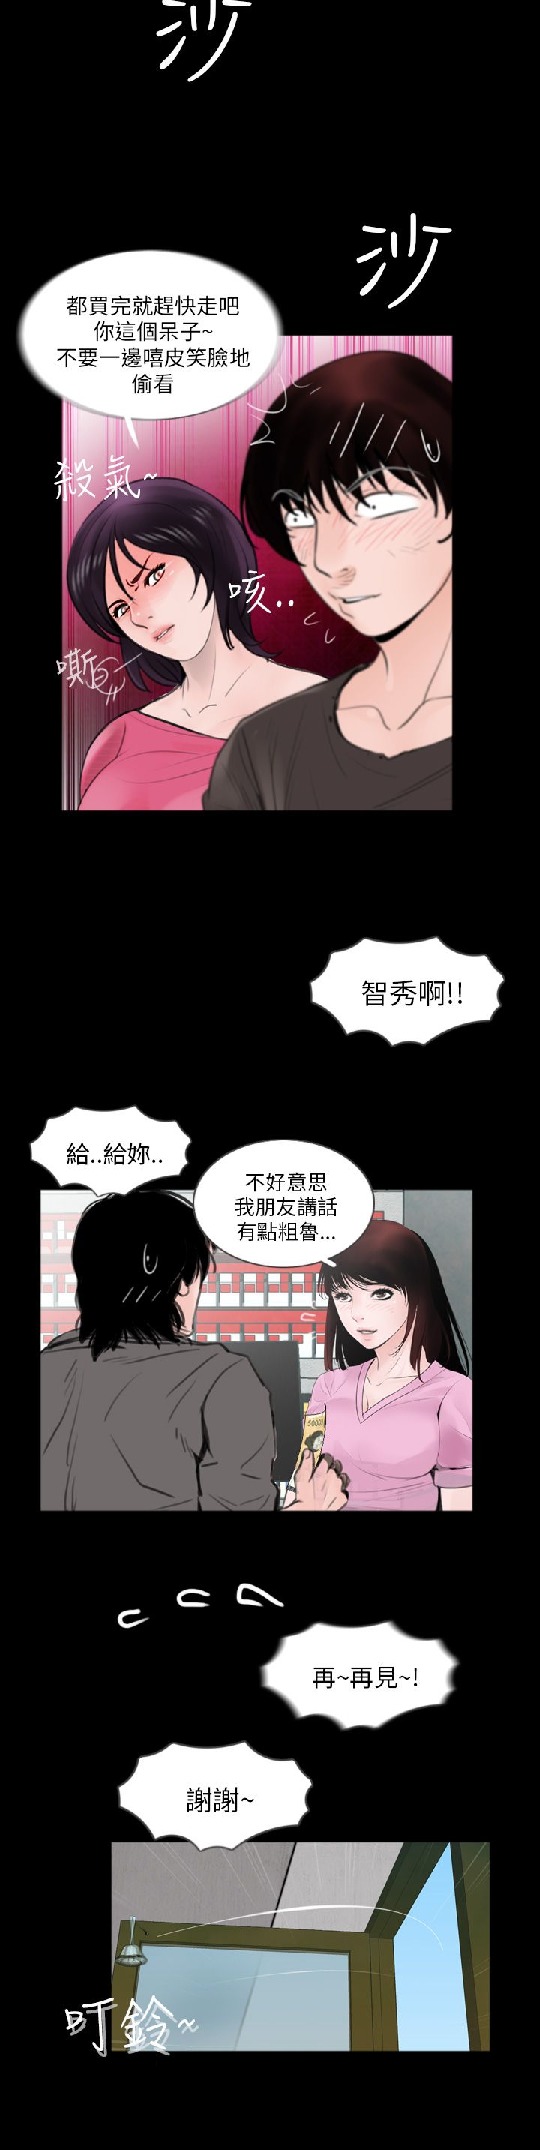 沙
沙
都買完就趕快走吧
你這個呆子~
不要一邊嘻皮笑臉地
偷看
殺氣~
咳..
嘶
智秀啊!!
給..給妳..
不好意思
我朋友講話
有點粗魯...
再~再見~!
謝謝~
叮鈴~